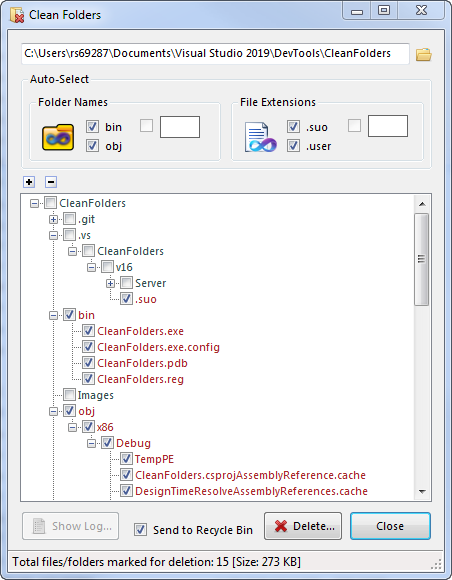 Clean Folders
C:\Users\rs69287\Documents\Visual Studio 2019\DevTools\CleanFolders
Auto-Select
Folder Names
bin
obj
File Extensions
.suo
.user
CleanFolders
.git
.vs
CleanFolders
v16
Server
.suo
bin
CleanFolders.exe
CleanFolders.exe.config
CleanFolders.pdb
CleanFolders.reg
Images
obj
x86
Debug
TempPE
CleanFolders.csprojAssemblyReference.cache
DesignTimeResolveAssemblyReferences.cache
Show Log...
Send to Recycle Bin
Delete...
Close
Total files/folders marked for deletion: 15 [Size: 273 KB]